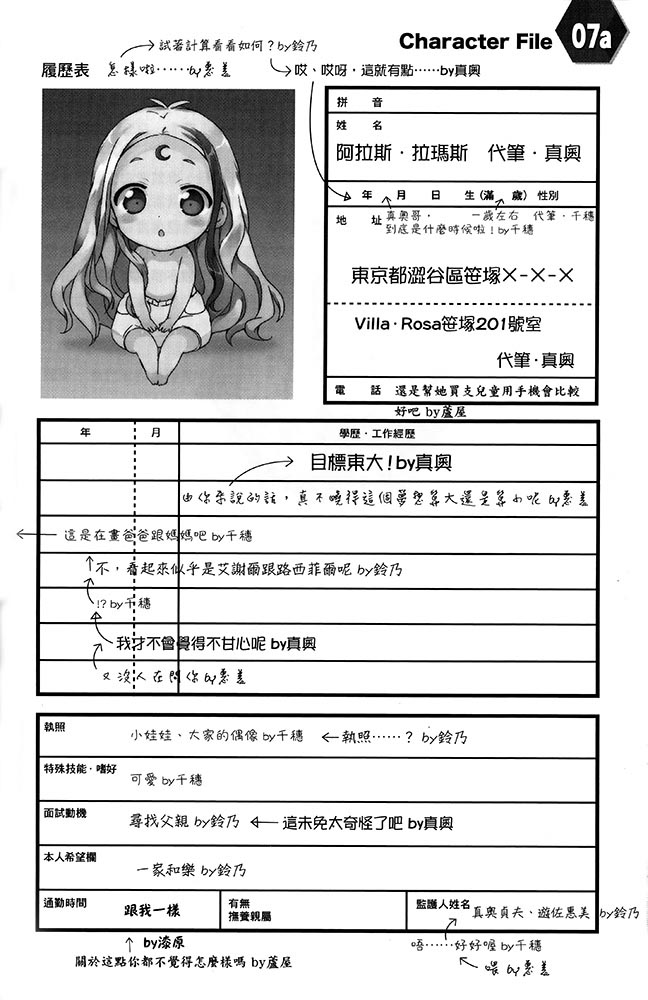 Character File 07a
試著計算看看如何？by鈴乃
履歷表
怎樣啦……by惠美
哎、哎呀，這就有點……by真奧
拼　音
姓　名
阿拉斯・拉瑪斯　代筆・真奧
年　月　日　生（滿　歲）性別
地　址
真奧哥，　一歲左右　代筆・千穗
到底是什麼時候啦！by千穗
東京都澀谷區笹塚×-×-×
Villa・Rosa笹塚201號室
代筆・真奧
電　話　還是幫她買支兒童用手機會比較
好吧 by蘆屋
年　月　學歷・工作經歷
目標東大！by真奧
由你來說的話，真不曉得這個夢想算大還是算小呢 by惠美
這是在畫爸爸跟媽媽吧 by千穗
不，看起來似乎是艾謝爾跟路西菲爾呢 by鈴乃
!? by千穗
我才不會覺得不甘心呢 by真奧
又沒人在問你 by惠美
執照
小娃娃、大家的偶像 by千穗
執照……？ by鈴乃
特殊技能・嗜好
可愛 by千穗
面試動機
尋找父親 by鈴乃
這未免太奇怪了吧 by真奧
本人希望欄
一家和樂 by鈴乃
通勤時間
跟我一樣
有無
撫養親屬
監護人姓名
真奧貞夫、遊佐惠美 by鈴乃
by漆原
唔……好好喔 by千穗
關於這點你都不覺得怎麼樣嗎 by蘆屋
喂 by惠美